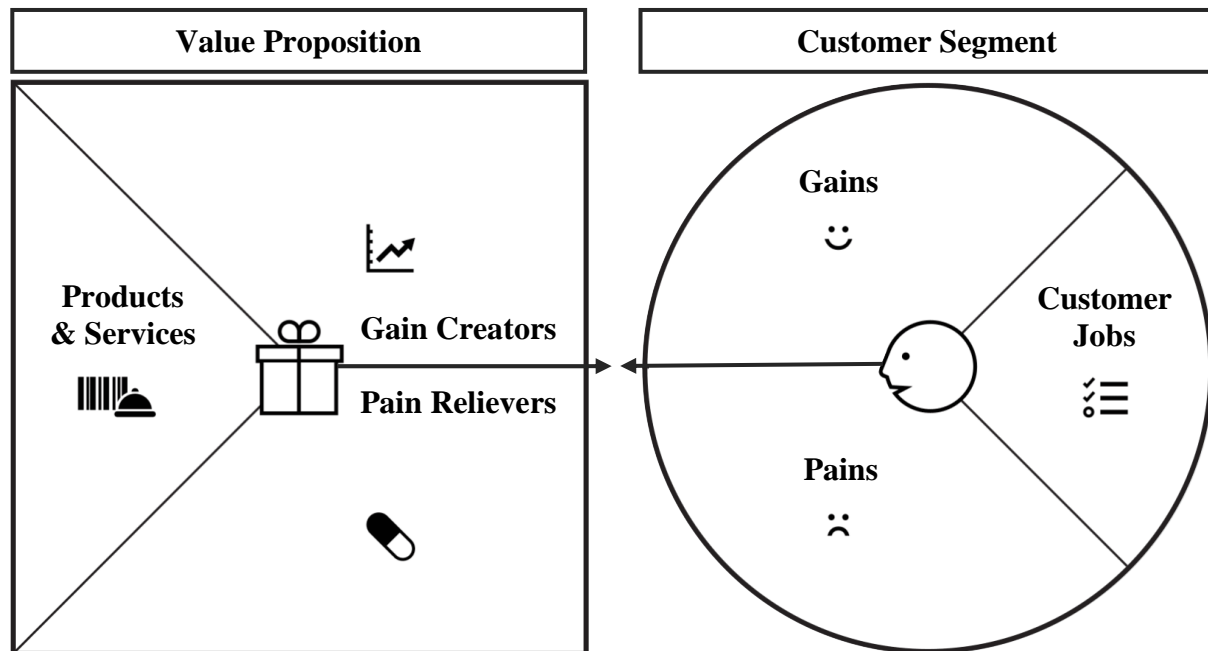 Value Proposition
Customer Segment
Products
& Services
Gain Creators
Pain Relievers
Gains
Customer
Jobs
Pains